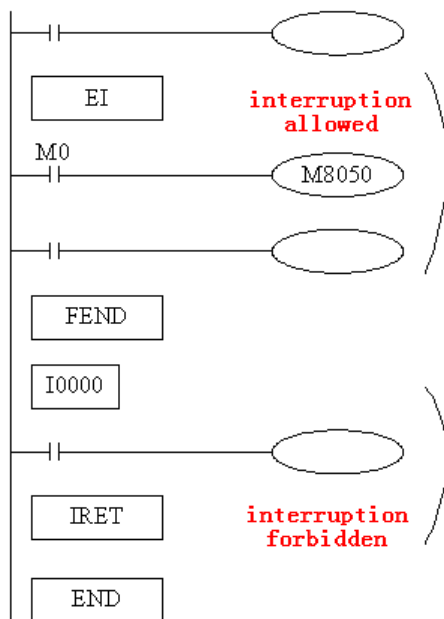 EI
interruption
allowed
M0
M8050
FEND
I0000
IRET
interruption
forbidden
END